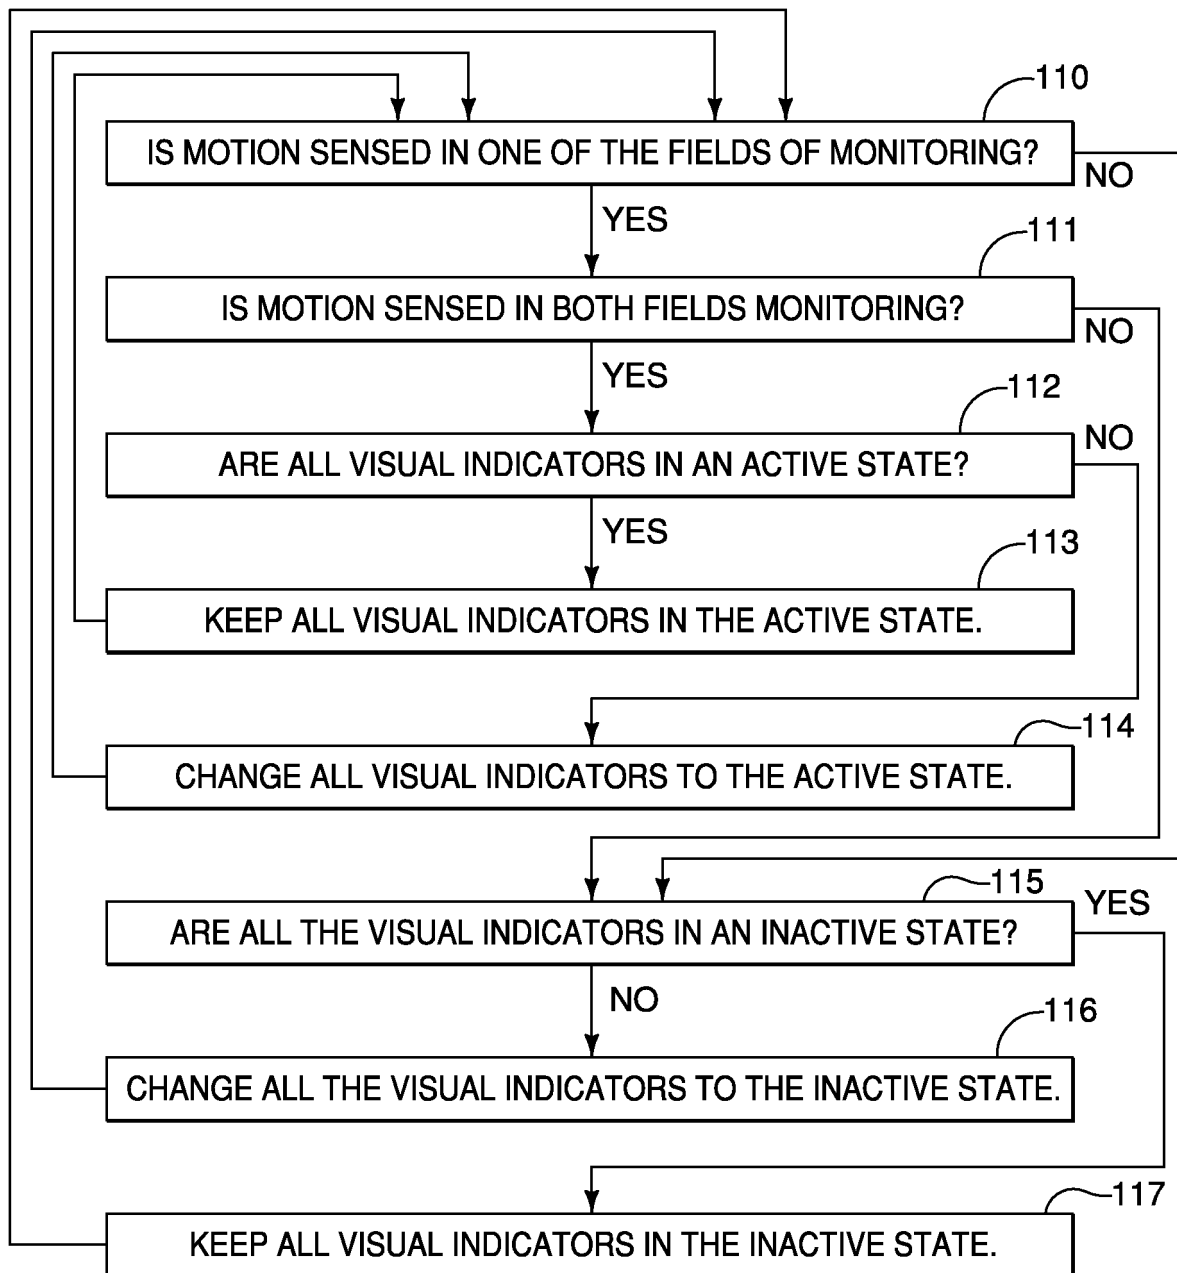 110
IS MOTION SENSED IN ONE OF THE FIELDS OF MONITORING?
NO
YES
111
IS MOTION SENSED IN BOTH FIELDS MONITORING?
NO
YES
112
NO
ARE ALL VISUAL INDICATORS IN AN ACTIVE STATE?
YES
113
KEEP ALL VISUAL INDICATORS IN THE ACTIVE STATE.
114
CHANGE ALL VISUAL INDICATORS TO THE ACTIVE STATE.
115
YES
ARE ALL THE VISUAL INDICATORS IN AN INACTIVE STATE?
NO
116
CHANGE ALL THE VISUAL INDICATORS TO THE INACTIVE STATE.
117
KEEP ALL VISUAL INDICATORS IN THE INACTIVE STATE.